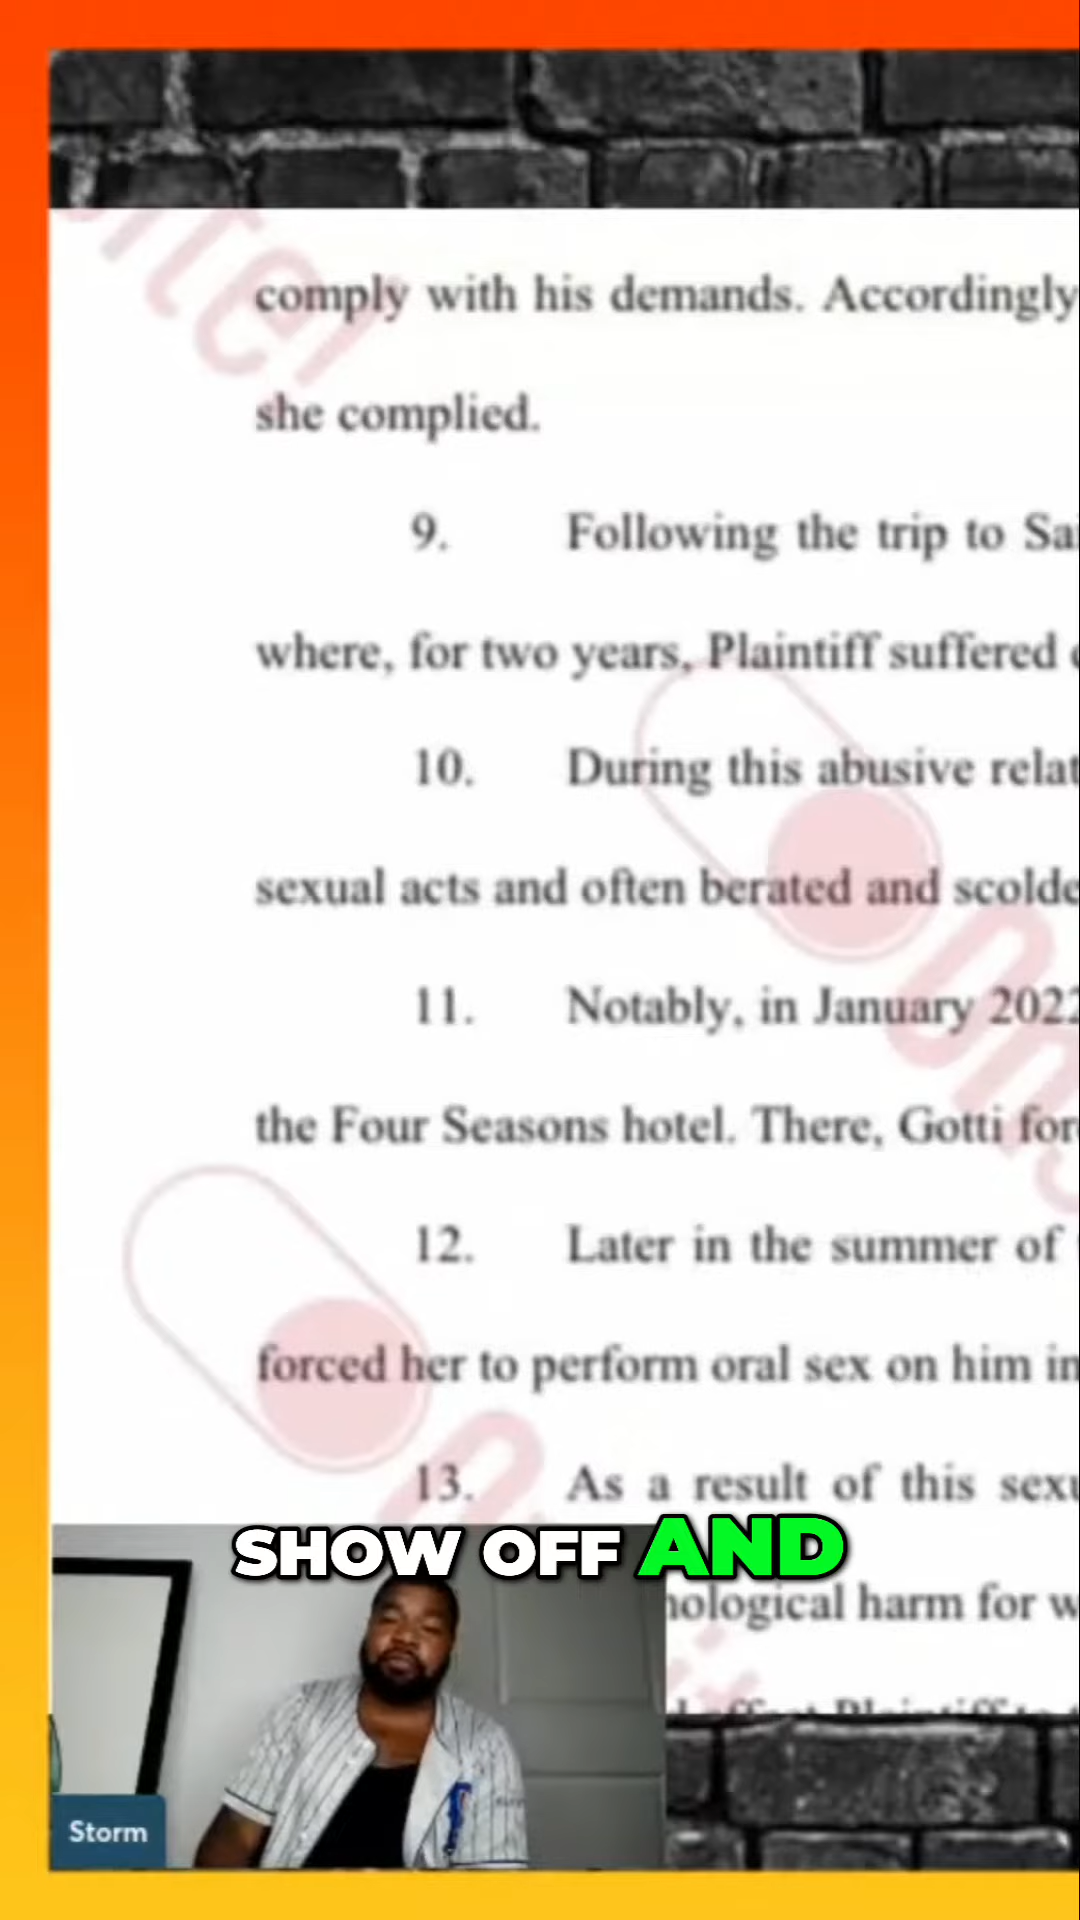 comply with his demands. Accordingly
she complied.
9. Following the trip to
where, for two years, Plaintiff suffered
10. During this abusive
sexual acts and often berated and
11. Notably, in January 2022
the Four Seasons hotel. There, Gotti
12. Later in the summer of
forced her to perform oral sex on him
13. As a result of this
SHOW OFF AND
harm for
Storm